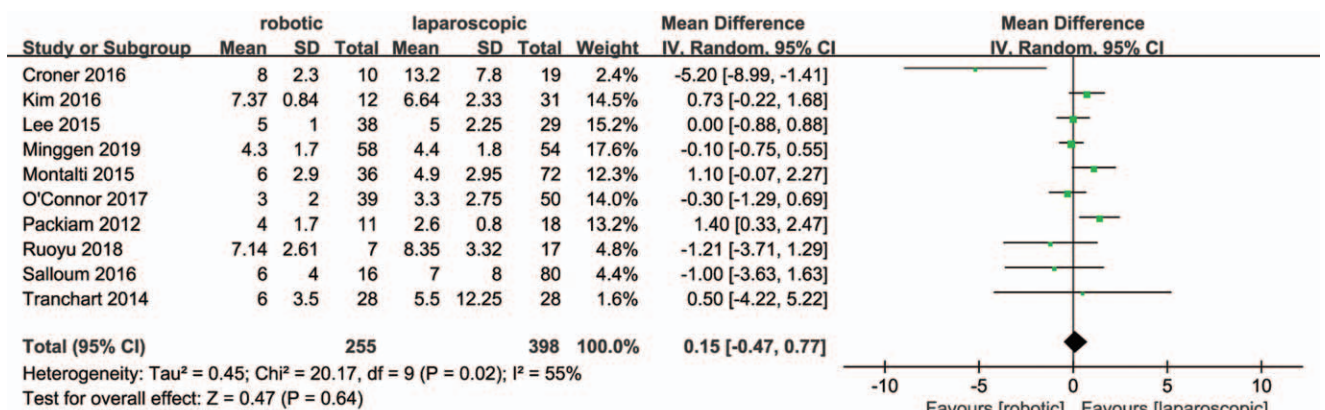 robotic laparoscopic Mean Difference Mean Difference
Study or Subgroup Mean SD Total Mean SD Total Weight IV. Random. 95% CI IV. Random. 95% CI
Croner 2016 8 2.3 10 13.2 7.8 19 2.4% -5.20 [-8.99, -1.41]
Kim 2016 7.37 0.84 12 6.64 2.33 31 14.5% 0.73 [-0.22, 1.68]
Lee 2015 5 1 38 5 2.25 29 15.2% 0.00 [-0.88, 0.88]
Minggen 2019 4.3 1.7 58 4.4 1.8 54 17.6% -0.10 [-0.75, 0.55]
Montalti 2015 6 2.9 36 4.9 2.95 72 12.3% 1.10 [-0.07, 2.27]
O'Connor 2017 3 2 39 3.3 2.75 50 14.0% -0.30 [-1.29, 0.69]
Packiam 2012 4 1.7 11 2.6 0.8 18 13.2% 1.40 [0.33, 2.47]
Ruoyu 2018 7.14 2.61 7 8.35 3.32 17 4.8% -1.21 [-3.71, 1.29]
Salloum 2016 6 4 16 7 8 80 4.4% -1.00 [-3.63, 1.63]
Tranchart 2014 6 3.5 28 5.5 12.25 28 1.6% 0.50 [-4.22, 5.22]
Total (95% CI) 255 398 100.0% 0.15 [-0.47, 0.77]
Heterogeneity: Tau² = 0.45; Chi² = 20.17, df = 9 (P = 0.02); I² = 55%
Test for overall effect: Z = 0.47 (P = 0.64)
-10 -5 0 5 10
Favours [robotic] Favours [laparoscopic]